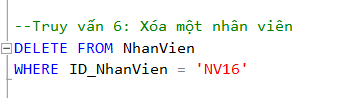 --Truy vấn 6: Xóa một nhân viên
DELETE FROM NhanVien
WHERE ID_NhanVien = 'NV16'